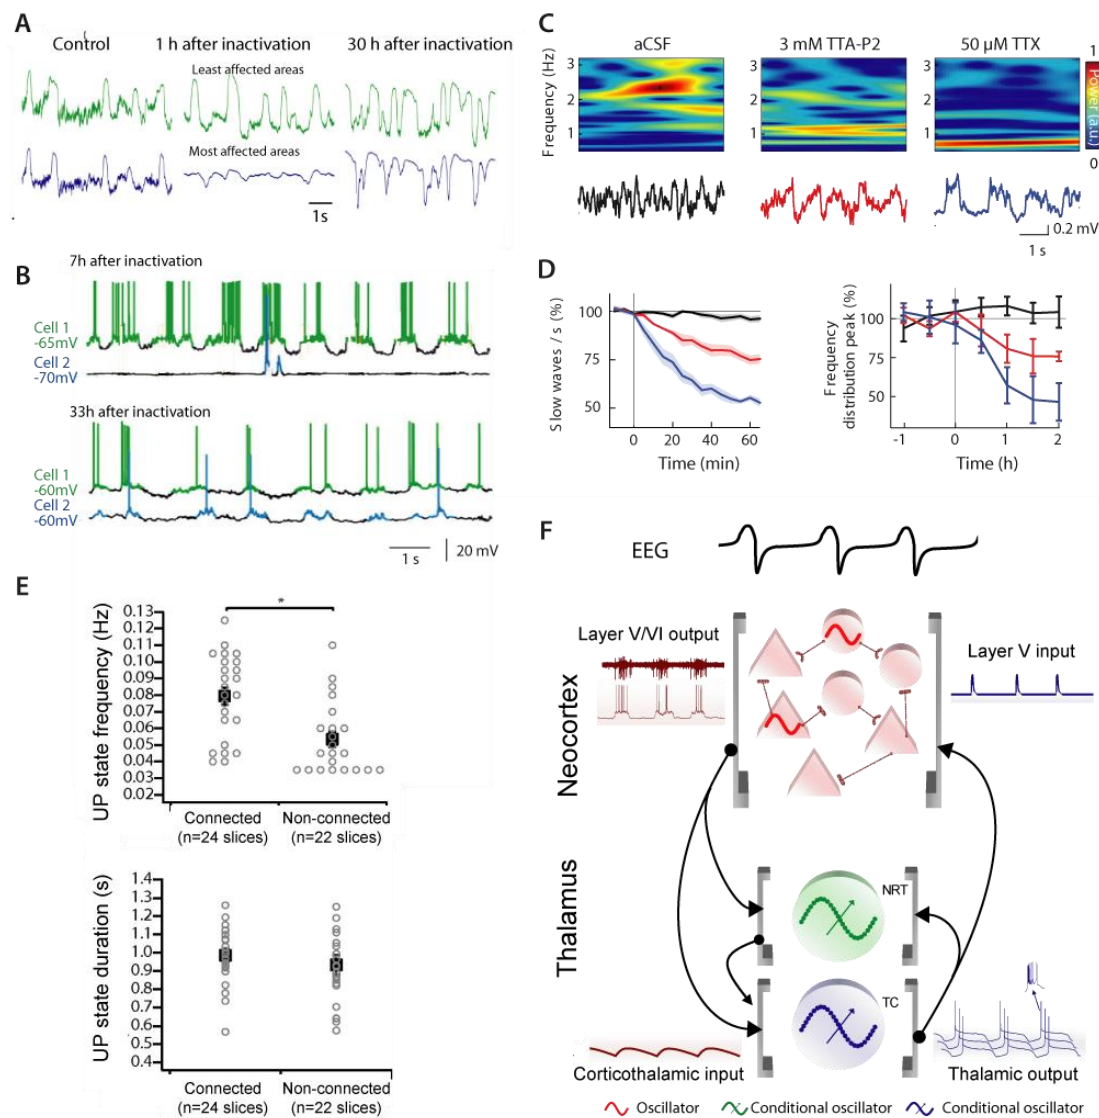 A
Control
1 h after inactivation
30 h after inactivation
Least affected areas
Most affected areas
1s
B
7h after inactivation
Cell 1
-65mV
Cell 2
-70mV
33h after inactivation
Cell 1
-60mV
Cell 2
-60mV
1 s
20 mV
C
aCSF
3 mM TTA-P2
50 µM TTX
Frequency (Hz)
3
2
1
3
2
1
3
2
1
1
Power (a.u.)
0
0.2 mV
1 s
D
Slow waves / s (%)
100
75
50
0
20
40
60
Time (min)
Frequency
distribution peak (%)
100
75
50
-1
0
1
2
Time (h)
E
UP state frequency (Hz)
0.13
0.12
0.11
0.10
0.09
0.08
0.07
0.06
0.05
0.04
0.03
0.02
*
Connected
(n=24 slices)
Non-connected
(n=22 slices)
UP state duration (s)
1.4
1.3
1.2
1.1
1.0
0.9
0.8
0.7
0.6
0.5
0.4
Connected
(n=24 slices)
Non-connected
(n=22 slices)
F
EEG
Neocortex
Layer V/VI output
Layer V input
Thalamus
NRT
TC
Corticothalamic input
Thalamic output
Oscillator
Conditional oscillator
Conditional oscillator